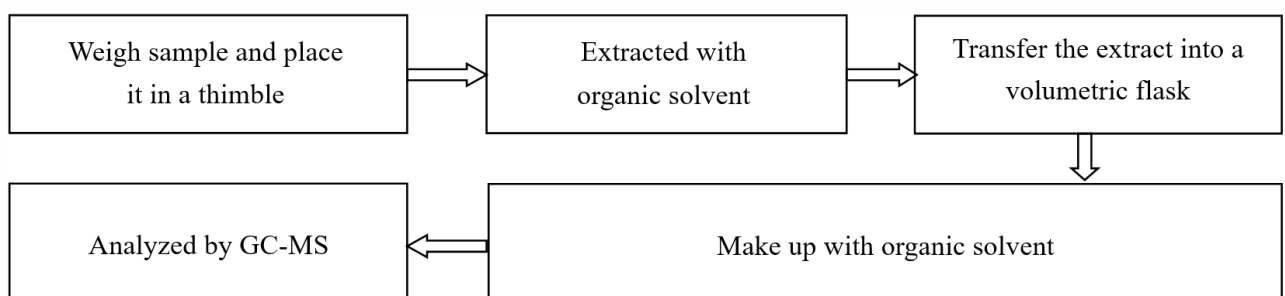 Weigh sample and place
it in a thimble
Extracted with
organic solvent
Transfer the extract into a
volumetric flask
Make up with organic solvent
Analyzed by GC-MS